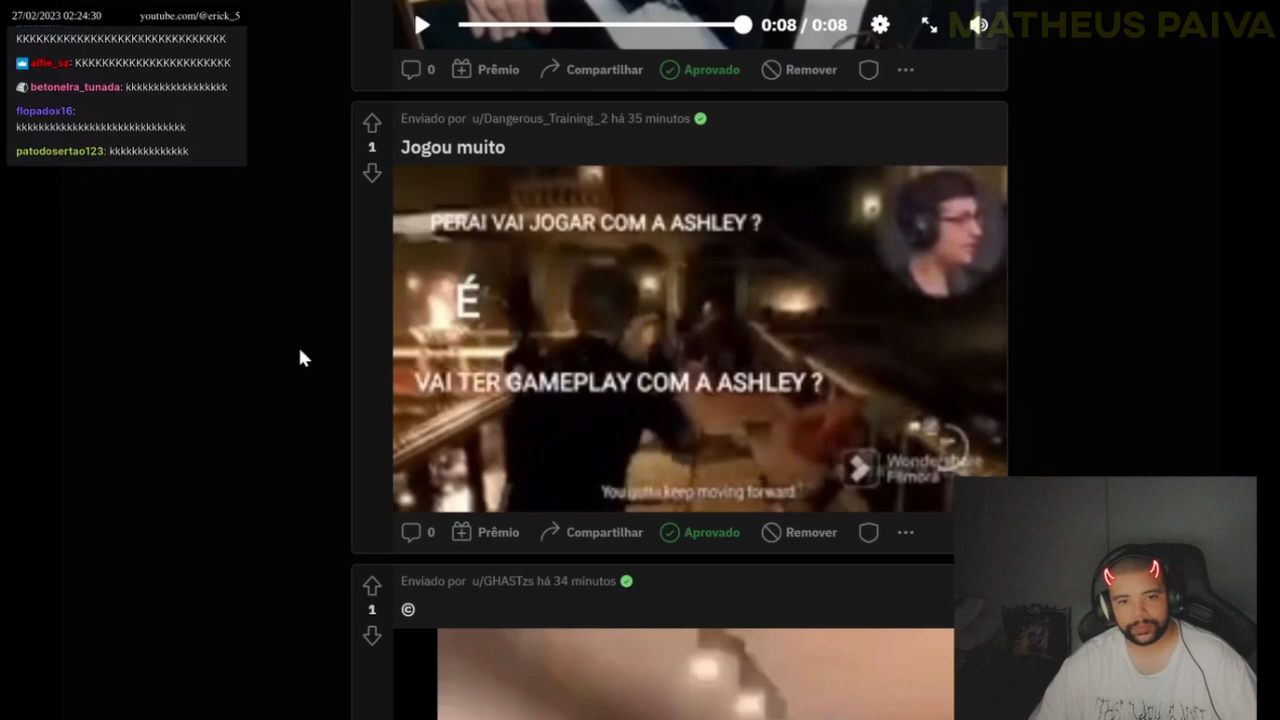 27/02/2023 02:24:30
youtube.com/@erick_5
KKKKKKKKKKKKKKKKKKKKKKKKKKKKKK
alfie_sz: KKKKKKKKKKKKKKKKKKKKKKK
betoneIra_tunada: kkkkkkkkkkkkkkkkkk
flopadox16:
kkkkkkkkkkkkkkkkkkkkkkkkkkkkkk
patodosertao123: kkkkkkkkkkkkkk
0:08 / 0:08
MATHEUS PAIVA
0 Prêmio Compartilhar Aprovado Remover
Enviado por u/Dangerous_Training_2 há 35 minutos
1
Jogou muito
PERAI VAI JOGAR COM A ASHLEY ?
É
VAI TER GAMEPLAY COM A ASHLEY ?
Wondershare
Filmora
You gotta keep moving forward.
0 Prêmio Compartilhar Aprovado Remover
Enviado por u/GHASTzs há 34 minutos
1
©